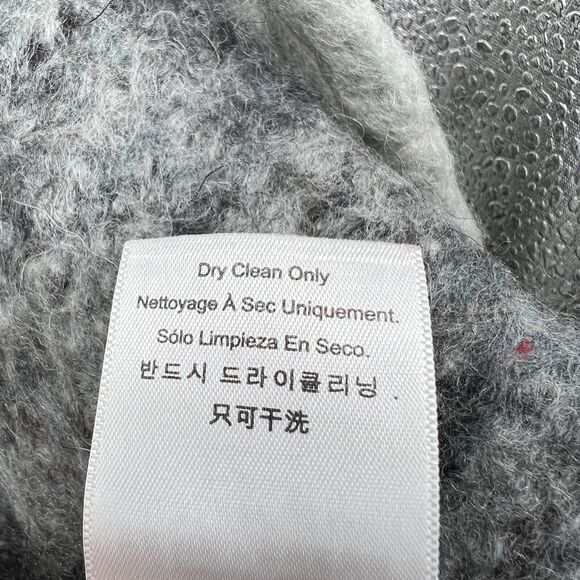 Dry Clean Only
Nettoyage À Sec Uniquement.
Sólo Limpieza En Seco.
반드시 드라이클리닝 .
只可干洗